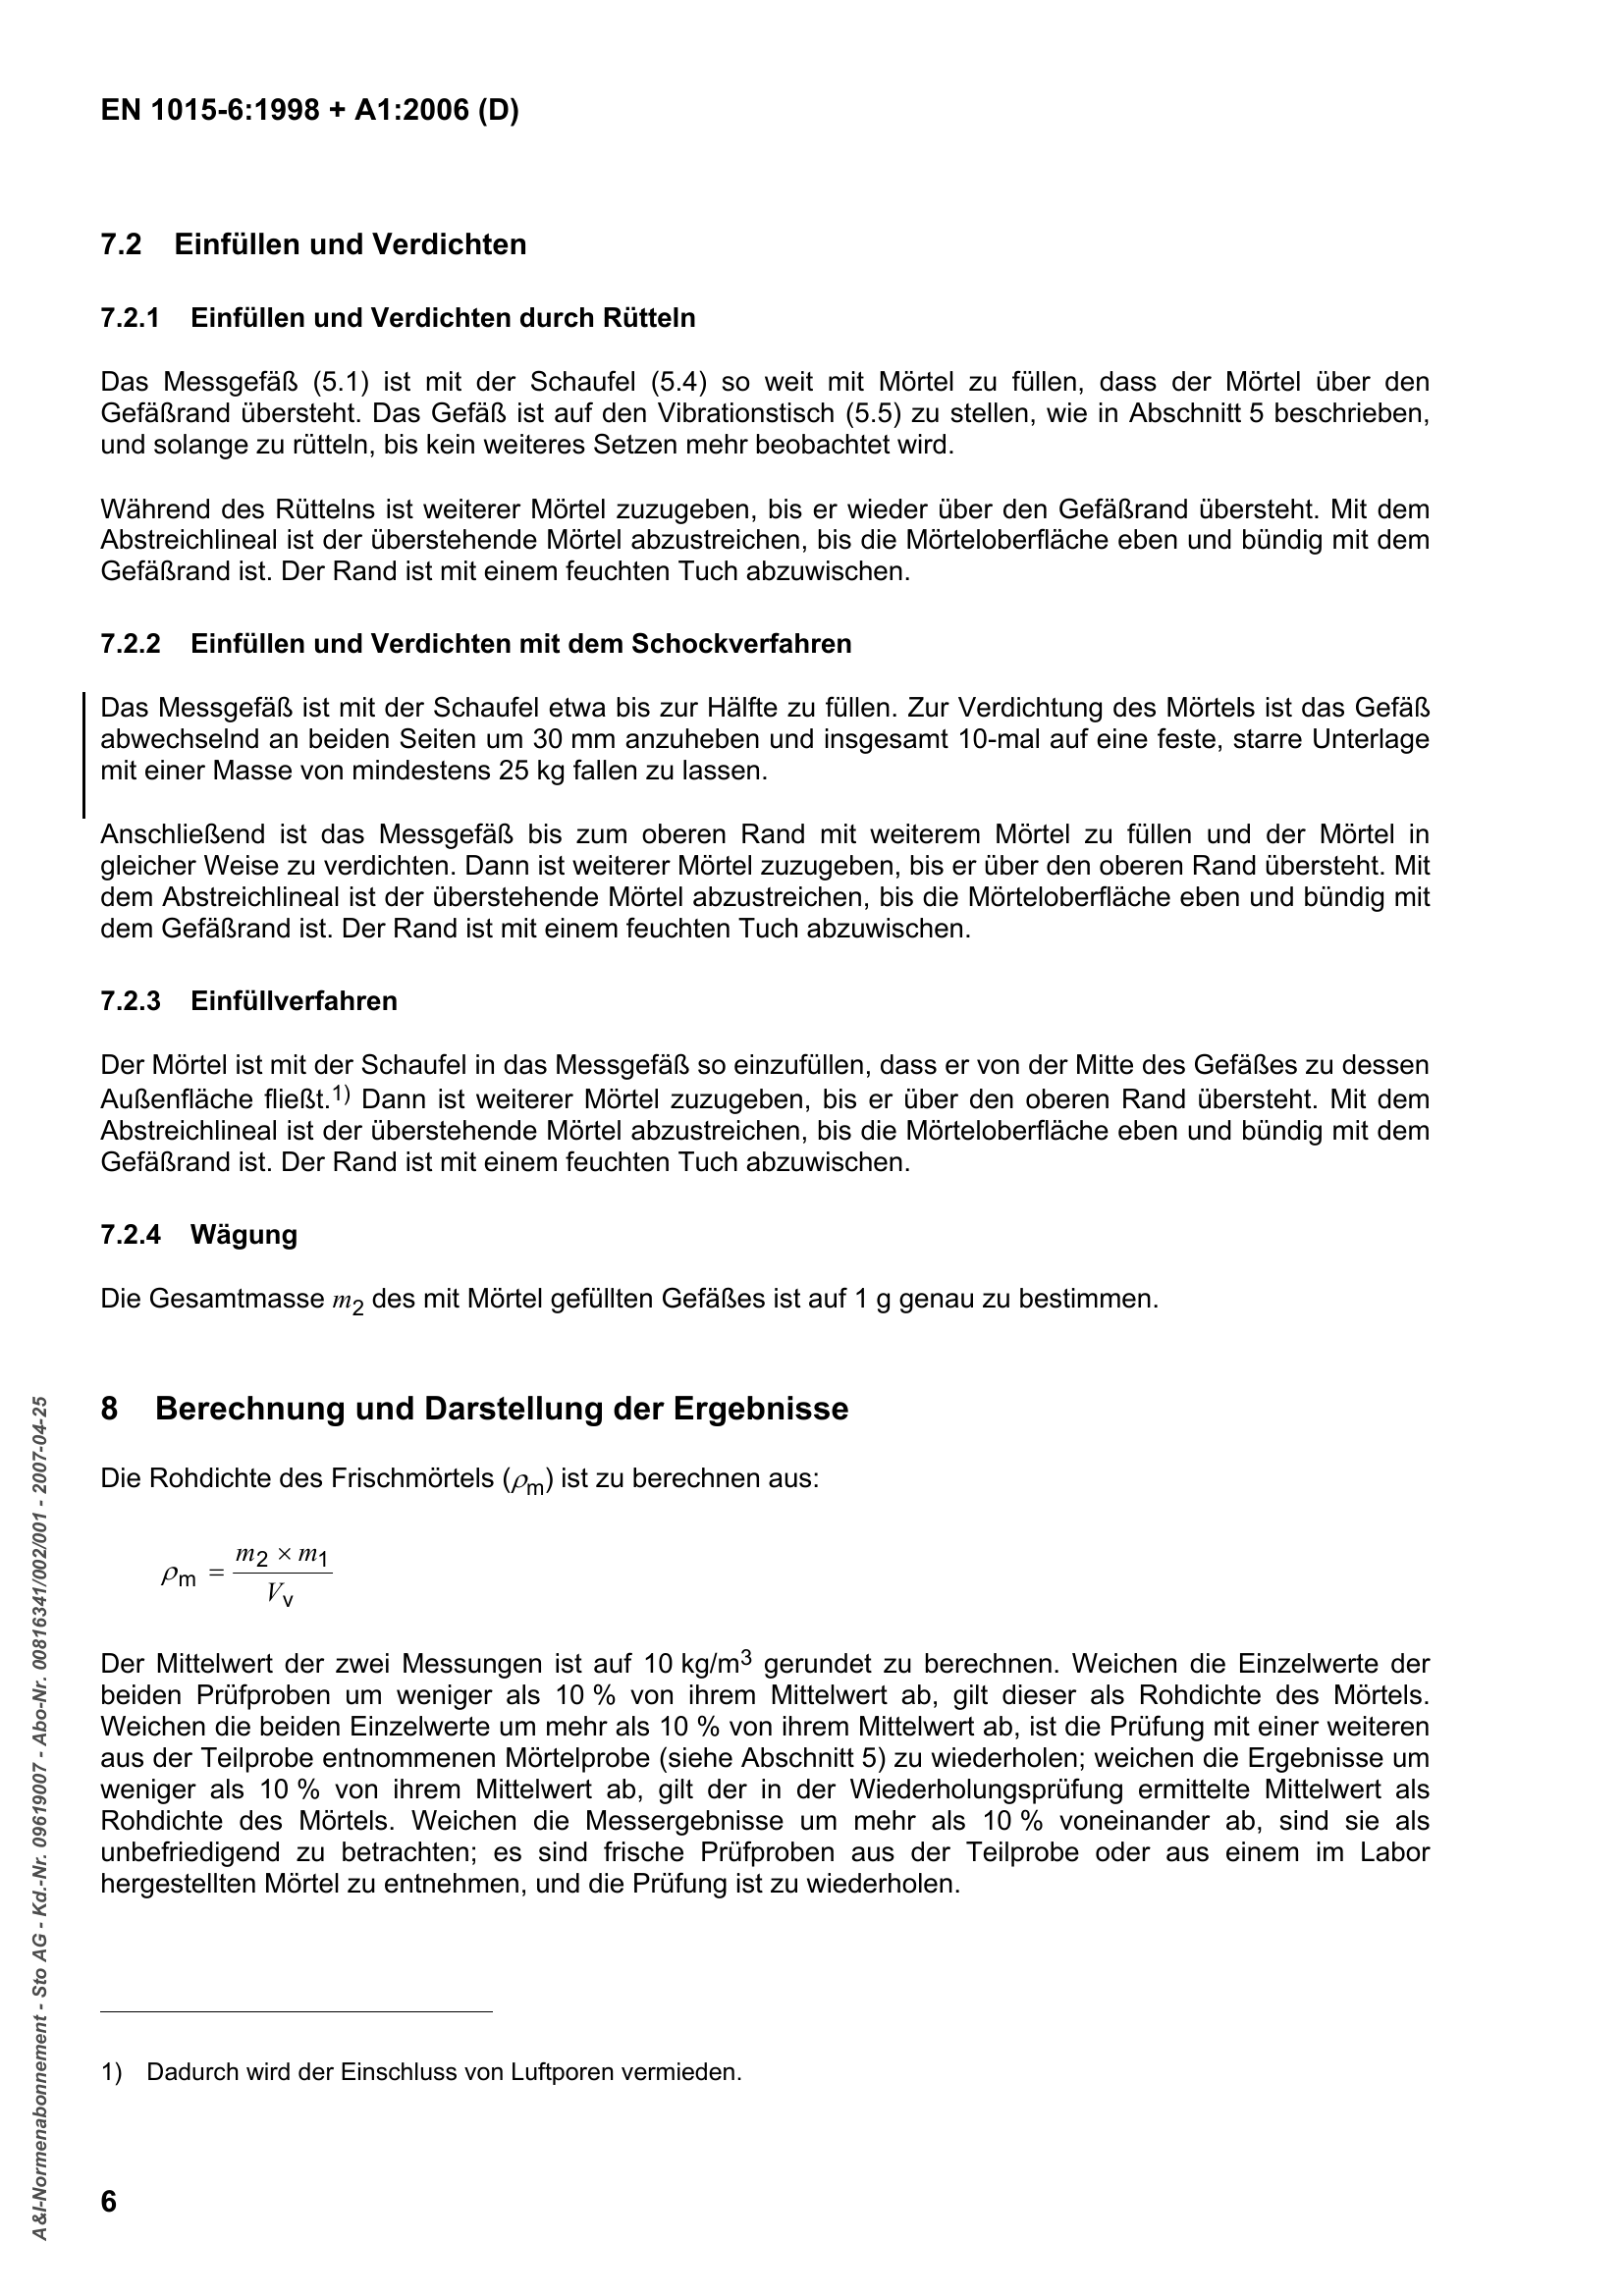 EN 1015-6:1998 + A1:2006 (D)
7.2 Einfüllen und Verdichten
7.2.1 Einfüllen und Verdichten durch Rütteln
Das Messgefäß (5.1) ist mit der Schaufel (5.4) so weit mit Mörtel zu füllen, dass der Mörtel über den
Gefäßrand übersteht. Das Gefäß ist auf den Vibrationstisch (5.5) zu stellen, wie in Abschnitt 5 beschrieben,
und solange zu rütteln, bis kein weiteres Setzen mehr beobachtet wird.
Während des Rüttelns ist weiterer Mörtel zuzugeben, bis er wieder über den Gefäßrand übersteht. Mit dem
Abstreichlineal ist der überstehende Mörtel abzustreichen, bis die Mörteloberfläche eben und bündig mit dem
Gefäßrand ist. Der Rand ist mit einem feuchten Tuch abzuwischen.
7.2.2 Einfüllen und Verdichten mit dem Schockverfahren
Das Messgefäß ist mit der Schaufel etwa bis zur Hälfte zu füllen. Zur Verdichtung des Mörtels ist das Gefäß
abwechselnd an beiden Seiten um 30 mm anzuheben und insgesamt 10-mal auf eine feste, starre Unterlage
mit einer Masse von mindestens 25 kg fallen zu lassen.
Anschließend ist das Messgefäß bis zum oberen Rand mit weiterem Mörtel zu füllen und der Mörtel in
gleicher Weise zu verdichten. Dann ist weiterer Mörtel zuzugeben, bis er über den oberen Rand übersteht. Mit
dem Abstreichlineal ist der überstehende Mörtel abzustreichen, bis die Mörteloberfläche eben und bündig mit
dem Gefäßrand ist. Der Rand ist mit einem feuchten Tuch abzuwischen.
7.2.3 Einfüllverfahren
Der Mörtel ist mit der Schaufel in das Messgefäß so einzufüllen, dass er von der Mitte des Gefäßes zu dessen
Außenfläche fließt.1) Dann ist weiterer Mörtel zuzugeben, bis er über den oberen Rand übersteht. Mit dem
Abstreichlineal ist der überstehende Mörtel abzustreichen, bis die Mörteloberfläche eben und bündig mit dem
Gefäßrand ist. Der Rand ist mit einem feuchten Tuch abzuwischen.
7.2.4 Wägung
Die Gesamtmasse m2 des mit Mörtel gefüllten Gefäßes ist auf 1 g genau zu bestimmen.
8 Berechnung und Darstellung der Ergebnisse
Die Rohdichte des Frischmörtels (ρm) ist zu berechnen aus:
ρm = m2 × m1 / Vv
Der Mittelwert der zwei Messungen ist auf 10 kg/m3 gerundet zu berechnen. Weichen die Einzelwerte der
beiden Prüfproben um weniger als 10 % von ihrem Mittelwert ab, gilt dieser als Rohdichte des Mörtels.
Weichen die beiden Einzelwerte um mehr als 10 % von ihrem Mittelwert ab, ist die Prüfung mit einer weiteren
aus der Teilprobe entnommenen Mörtelprobe (siehe Abschnitt 5) zu wiederholen; weichen die Ergebnisse um
weniger als 10 % von ihrem Mittelwert ab, gilt der in der Wiederholungsprüfung ermittelte Mittelwert als
Rohdichte des Mörtels. Weichen die Messergebnisse um mehr als 10 % voneinander ab, sind sie als
unbefriedigend zu betrachten; es sind frische Prüfproben aus der Teilprobe oder aus einem im Labor
hergestellten Mörtel zu entnehmen, und die Prüfung ist zu wiederholen.
1) Dadurch wird der Einschluss von Luftporen vermieden.
6
A&I-Normenabonnement - Sto AG - Kd.-Nr. 09619007 - Abo-Nr. 00816341/002/001 - 2007-04-25